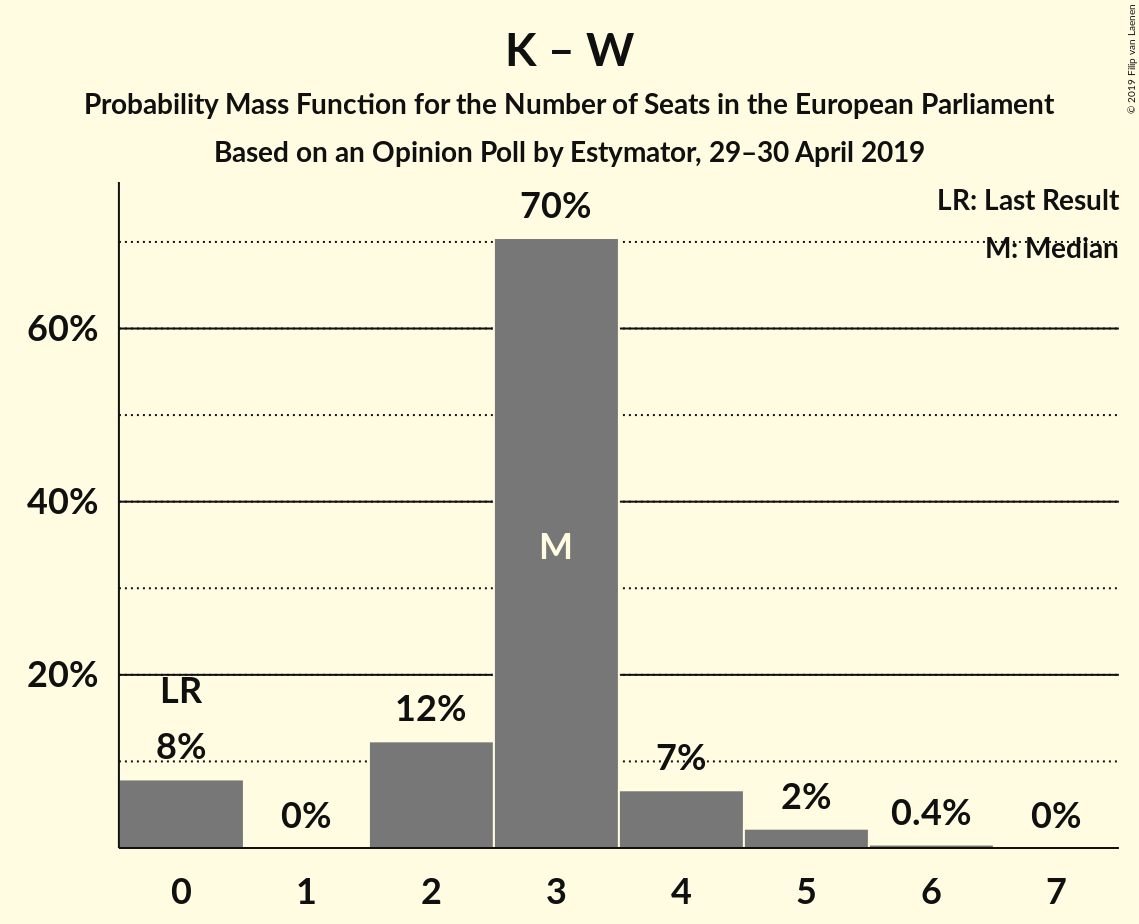 K – W
Probability Mass Function for the Number of Seats in the European Parliament
Based on an Opinion Poll by Estymator, 29–30 April 2019
© 2019 Filip van Laenen
LR: Last Result
M: Median
70%
60%
40%
20%
M
LR
8%
0%
12%
7%
2%
0.4%
0%
0 1 2 3 4 5 6 7